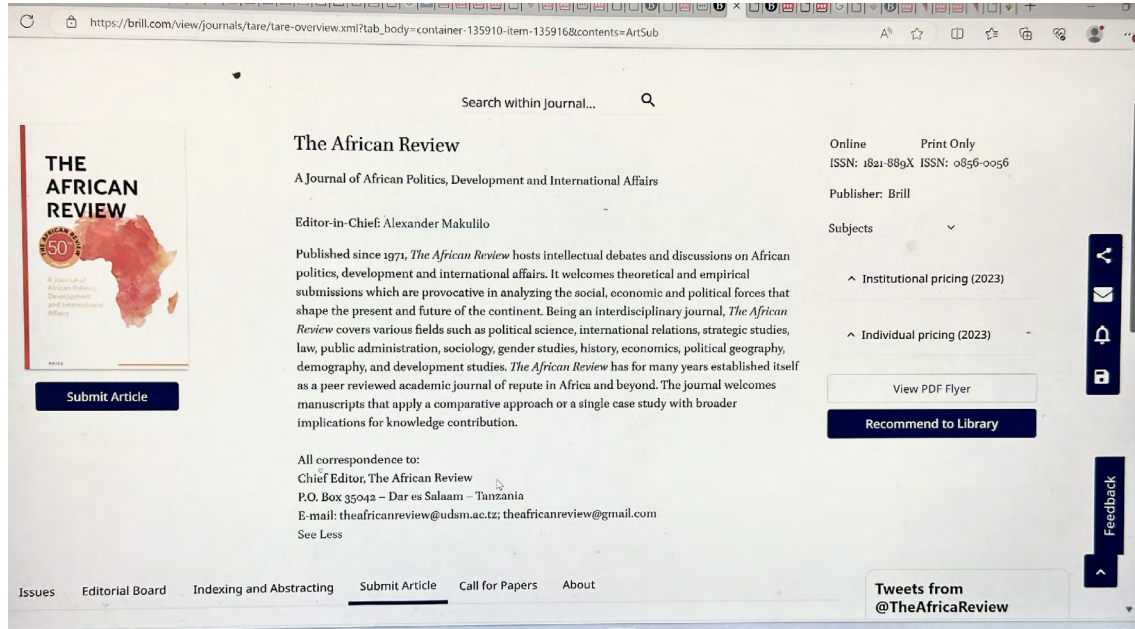 https://brill.com/view/journals/tare/tare-overview.xml?tab_body=container-135910-item-135916&contents=ArtSub
Search within Journal...
THE
AFRICAN
REVIEW
50
A Journal of
African Politics,
Development
and International
Affairs
BRILL
Submit Article
The African Review
A Journal of African Politics, Development and International Affairs
Editor-in-Chief: Alexander Makulilo
Published since 1971, The African Review hosts intellectual debates and discussions on African
politics, development and international affairs. It welcomes theoretical and empirical
submissions which are provocative in analyzing the social, economic and political forces that
shape the present and future of the continent. Being an interdisciplinary journal, The African
Review covers various fields such as political science, international relations, strategic studies,
law, public administration, sociology, gender studies, history, economics, political geography,
demography, and development studies. The African Review has for many years established itself
as a peer reviewed academic journal of repute in Africa and beyond. The journal welcomes
manuscripts that apply a comparative approach or a single case study with broader
implications for knowledge contribution.
All correspondence to:
Chief Editor, The African Review
P.O. Box 35042 – Dar es Salaam – Tanzania
E-mail: theafricanreview@udsm.ac.tz; theafricanreview@gmail.com
See Less
Online Print Only
ISSN: 1821-889X ISSN: 0856-0056
Publisher: Brill
Subjects
Institutional pricing (2023)
Individual pricing (2023)
View PDF Flyer
Recommend to Library
Feedback
Issues Editorial Board Indexing and Abstracting Submit Article Call for Papers About
Tweets from
@TheAfricaReview